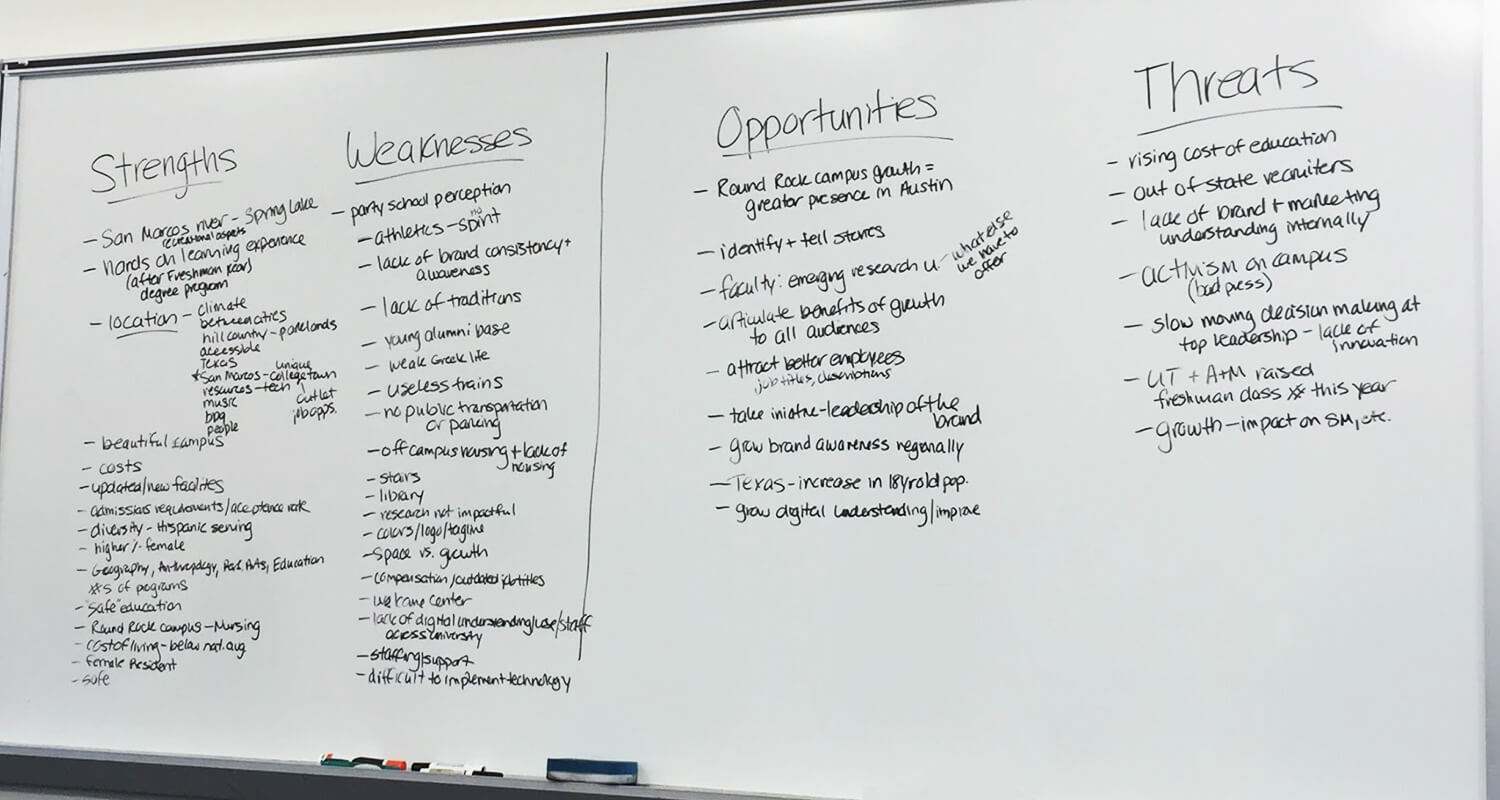 Strengths
- San Marcos river - Spring Lake
recreational aspects
- hands on learning experience
(after Freshman year)
degree program
- location - climate
between cities
hill country - parklands
accessible
Texas
*San Marcos - unique college town
resources - tech
music
bbq
people
outlet
job opps.
- beautiful campus
- costs
- updated/new facilites
- admissions requirements/acceptance rate
- diversity - Hispanic serving
- higher % female
- Geography, Anthropology, Arts, Education
#s of programs
- "safe" education
- Round Rock campus - Nursing
- cost of living - below nat. avg
- female President
- safe
Weaknesses
- party school perception
- athletics - no spirit
- lack of brand consistency +
awareness
- lack of traditions
- young alumni base
- weak Greek life
- useless trains
- no public transportation
or parking
- off campus housing + lack of
housing
- stairs
- library
- research not impactful
- colors/logo/tagline
- space vs. growth
- compensation/outdated job titles
- welcome center
- lack of digital understanding/use/staff
across university
- staffing/support
- difficult to implement technology
Opportunities
- Round Rock campus growth =
greater presence in Austin
- identify + tell stories
- faculty: emerging research u. - what else
we have to
offer
- articulate benefits of growth
to all audiences
- attract better employees
job titles, descriptions
- take iniative - leadership of the
brand
- grow brand awareness regionally
- Texas - increase in 18yr old pop.
- grow digital understanding/improve
Threats
- rising cost of education
- out of state recruiters
- lack of brand + marketing
understanding internally
- activism on campus
(bad press)
- slow moving decision making at
top leadership - lack of
innovation
- UT + A+M raised
freshman class ## this year
- growth - impact on SM, etc.